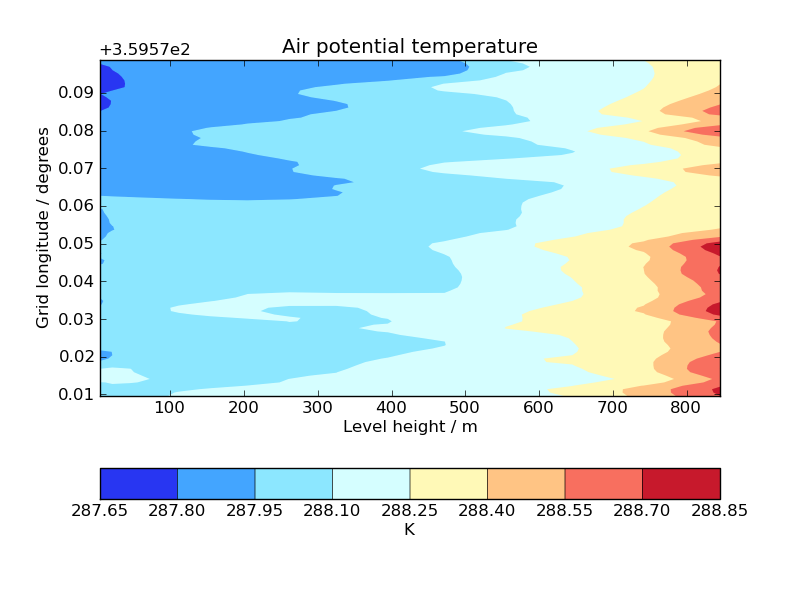 Air potential temperature
+3.5957e2
0.09
0.08
0.07
0.06
0.05
0.04
0.03
0.02
0.01
Grid longitude / degrees
100 200 300 400 500 600 700 800
Level height / m
287.65 287.80 287.95 288.10 288.25 288.40 288.55 288.70 288.85
K